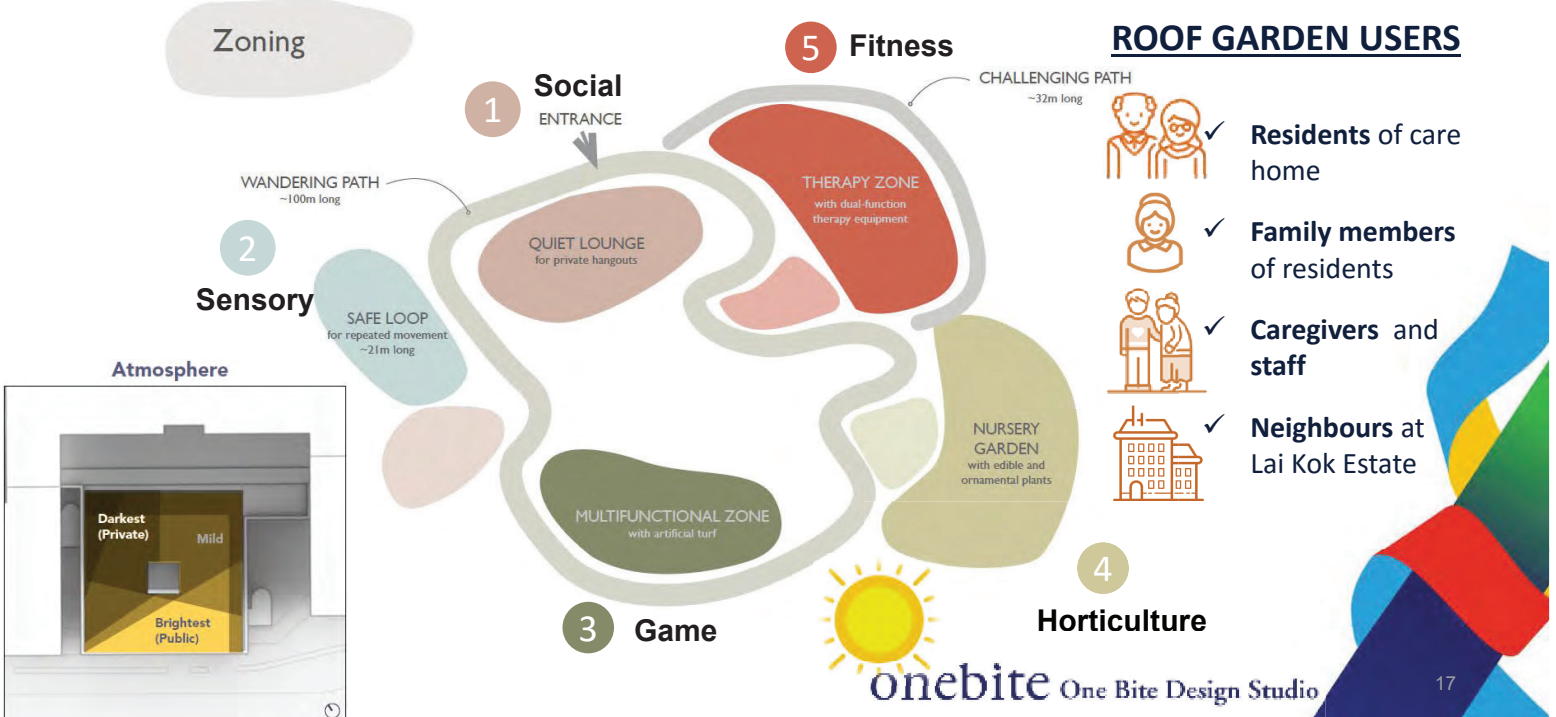 Zoning
1
Social
ENTRANCE
WANDERING PATH
~100m long
QUIET LOUNGE
for private hangouts
2
Sensory
SAFE LOOP
for repeated movement
~21m long
5
Fitness
CHALLENGING PATH
~32m long
THERAPY ZONE
with dual-function
therapy equipment
NURSERY
GARDEN
with edible and
ornamental plants
4
Horticulture
MULTIFUNCTIONAL ZONE
with artificial turf
3
Game
Atmosphere
Darkest
(Private)
Mild
Brightest
(Public)
ROOF GARDEN USERS
✓ Residents of care
home
✓ Family members
of residents
✓ Caregivers and
staff
✓ Neighbours at
Lai Kok Estate
onebite One Bite Design Studio
17